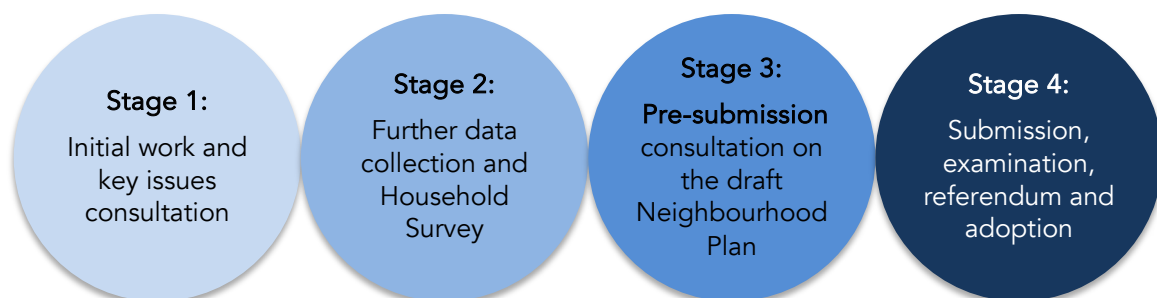 Stage 1:
Initial work and
key issues
consultation
Stage 2:
Further data
collection and
Household
Survey
Stage 3:
Pre-submission
consultation on
the draft
Neighbourhood
Plan
Stage 4:
Submission,
examination,
referendum and
adoption